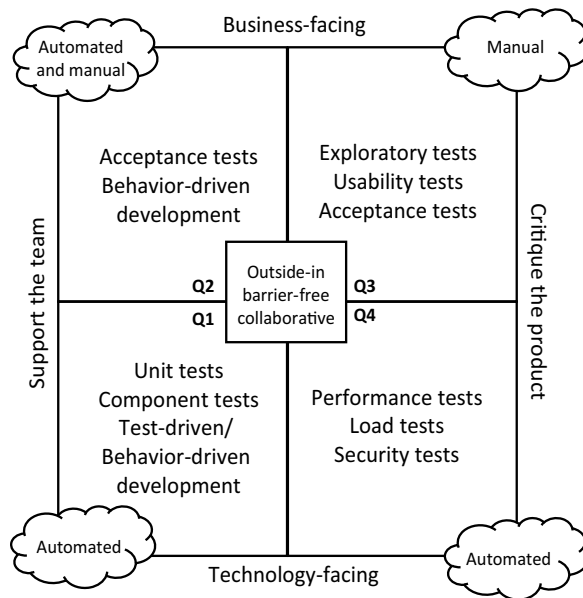 Business-facing
Automated
and manual
Manual
Acceptance tests
Behavior-driven
development
Exploratory tests
Usability tests
Acceptance tests
Support the team
Critique the product
Q2
Q1
Outside-in
barrier-free
collaborative
Q3
Q4
Unit tests
Component tests
Test-driven/
Behavior-driven
development
Performance tests
Load tests
Security tests
Automated
Automated
Technology-facing